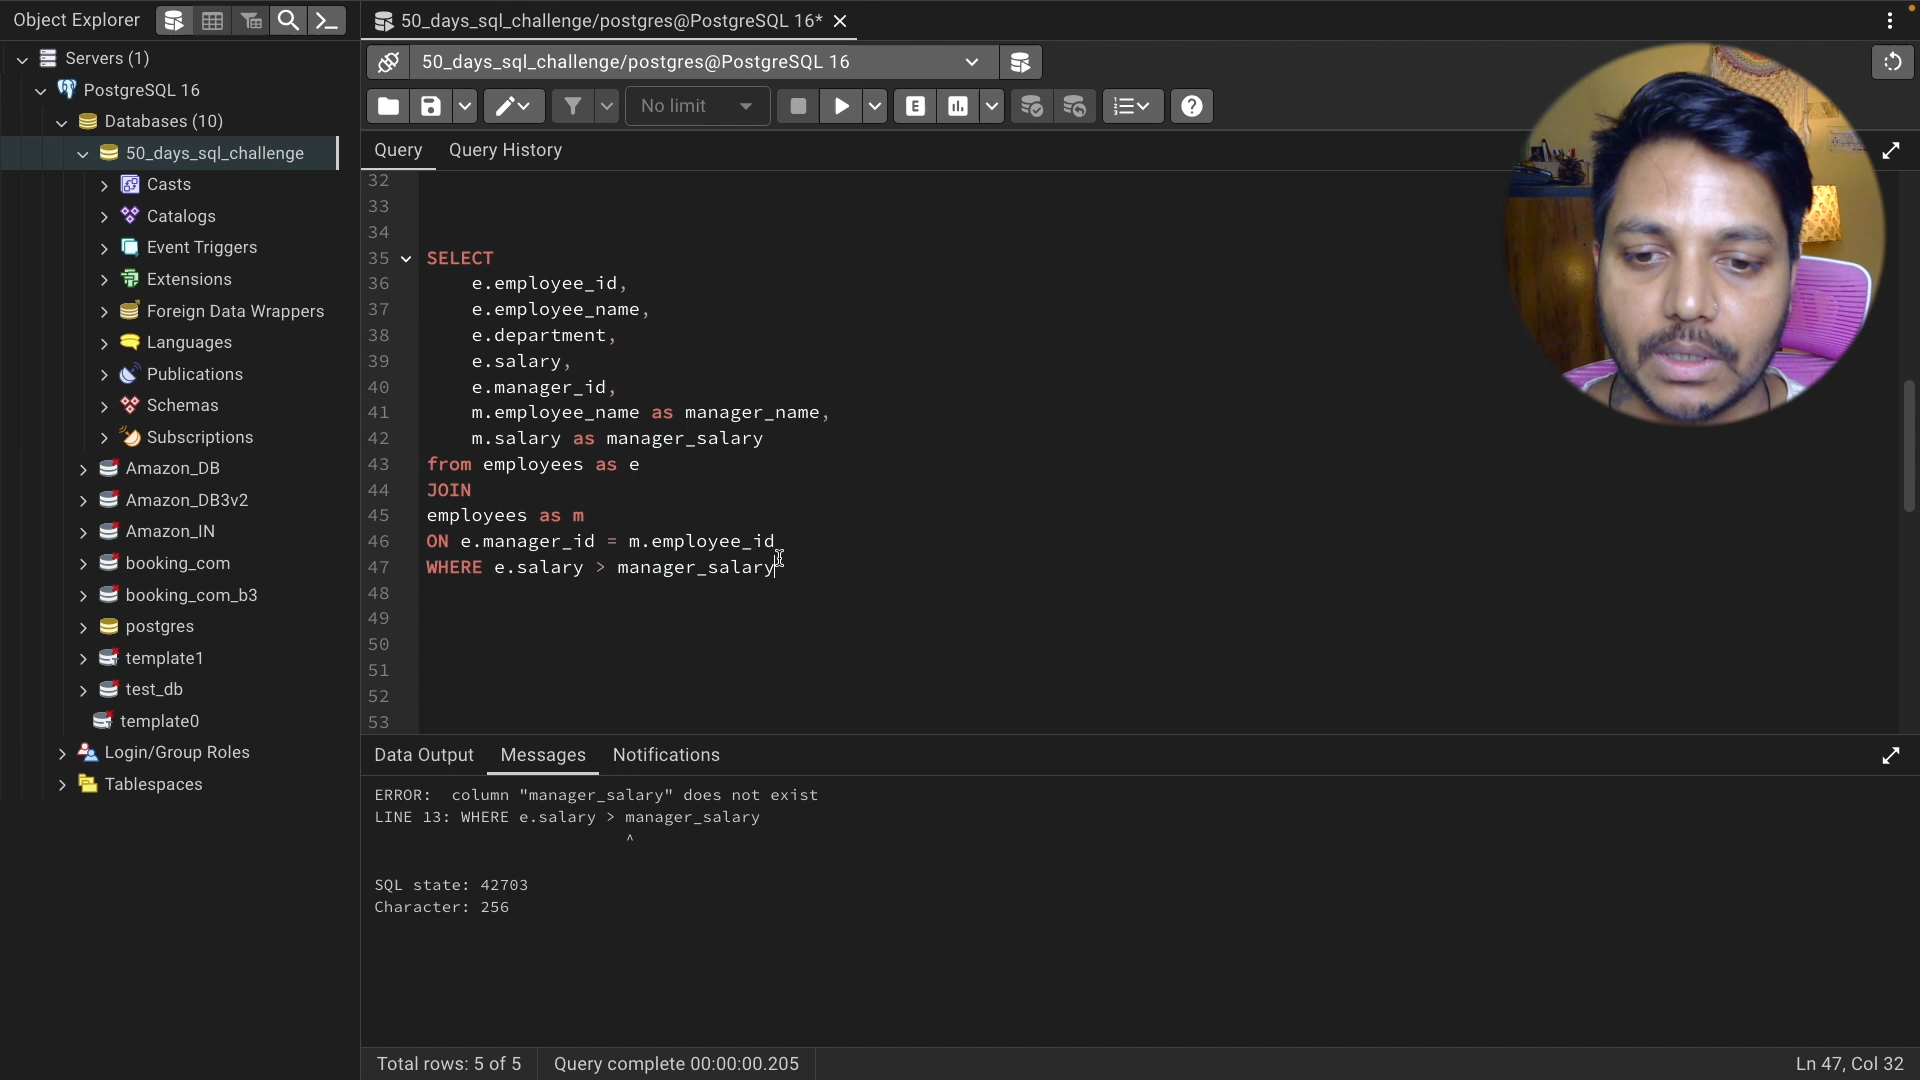 Object Explorer
50_days_sql_challenge/postgres@PostgreSQL 16*
Servers (1)
PostgreSQL 16
Databases (10)
50_days_sql_challenge
Casts
Catalogs
Event Triggers
Extensions
Foreign Data Wrappers
Languages
Publications
Schemas
Subscriptions
Amazon_DB
Amazon_DB3v2
Amazon_IN
booking_com
booking_com_b3
postgres
template1
test_db
template0
Login/Group Roles
Tablespaces
50_days_sql_challenge/postgres@PostgreSQL 16
No limit
E
Query Query History
32
33
34
35 SELECT
36 e.employee_id,
37 e.employee_name,
38 e.department,
39 e.salary,
40 e.manager_id,
41 m.employee_name as manager_name,
42 m.salary as manager_salary
43 from employees as e
44 JOIN
45 employees as m
46 ON e.manager_id = m.employee_id
47 WHERE e.salary > manager_salary
48
49
50
51
52
53
Data Output Messages Notifications
ERROR: column "manager_salary" does not exist
LINE 13: WHERE e.salary > manager_salary
^
SQL state: 42703
Character: 256
Total rows: 5 of 5 Query complete 00:00:00.205 Ln 47, Col 32